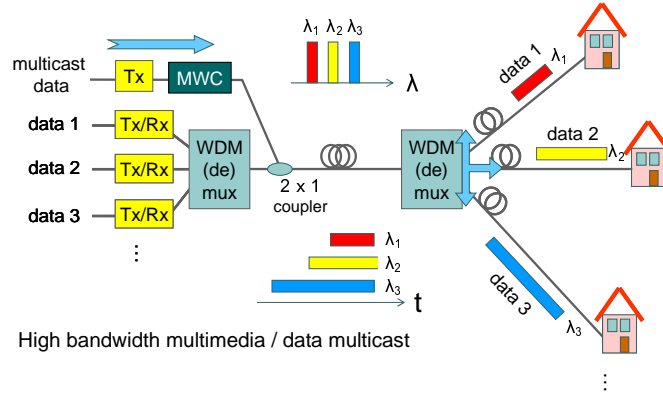 multicast
data
Tx
MWC
λ1 λ2 λ3
λ
data 1
Tx/Rx
data 2
Tx/Rx
data 3
Tx/Rx
⋮
WDM
(de)
mux
2 x 1
coupler
WDM
(de)
mux
data 1
λ1
data 2
λ2
data 3
λ3
⋮
λ1
λ2
λ3
t
High bandwidth multimedia / data multicast